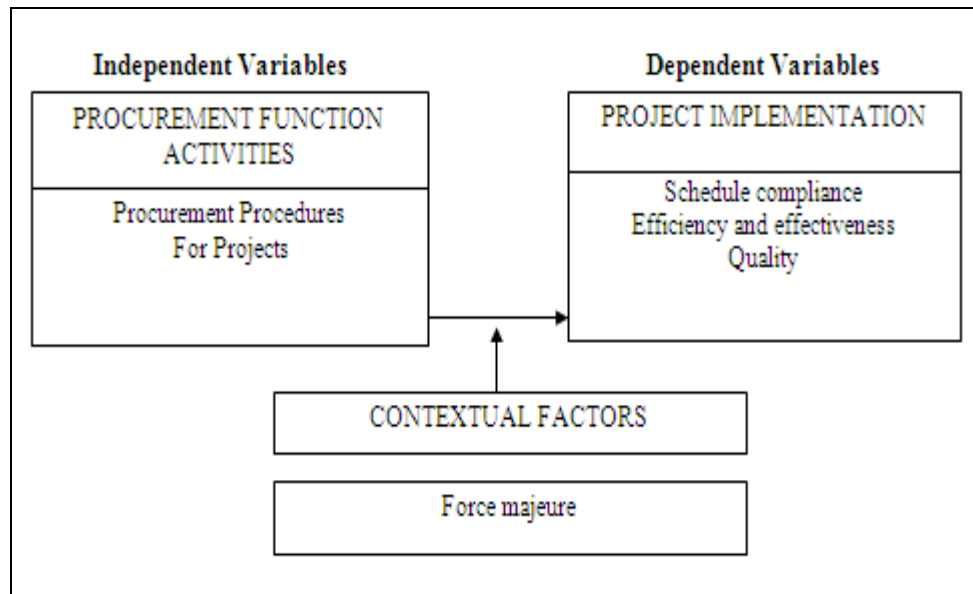 Independent Variables
PROCUREMENT FUNCTION
ACTIVITIES
Procurement Procedures
For Projects
Dependent Variables
PROJECT IMPLEMENTATION
Schedule compliance
Efficiency and effectiveness
Quality
CONTEXTUAL FACTORS
Force majeure